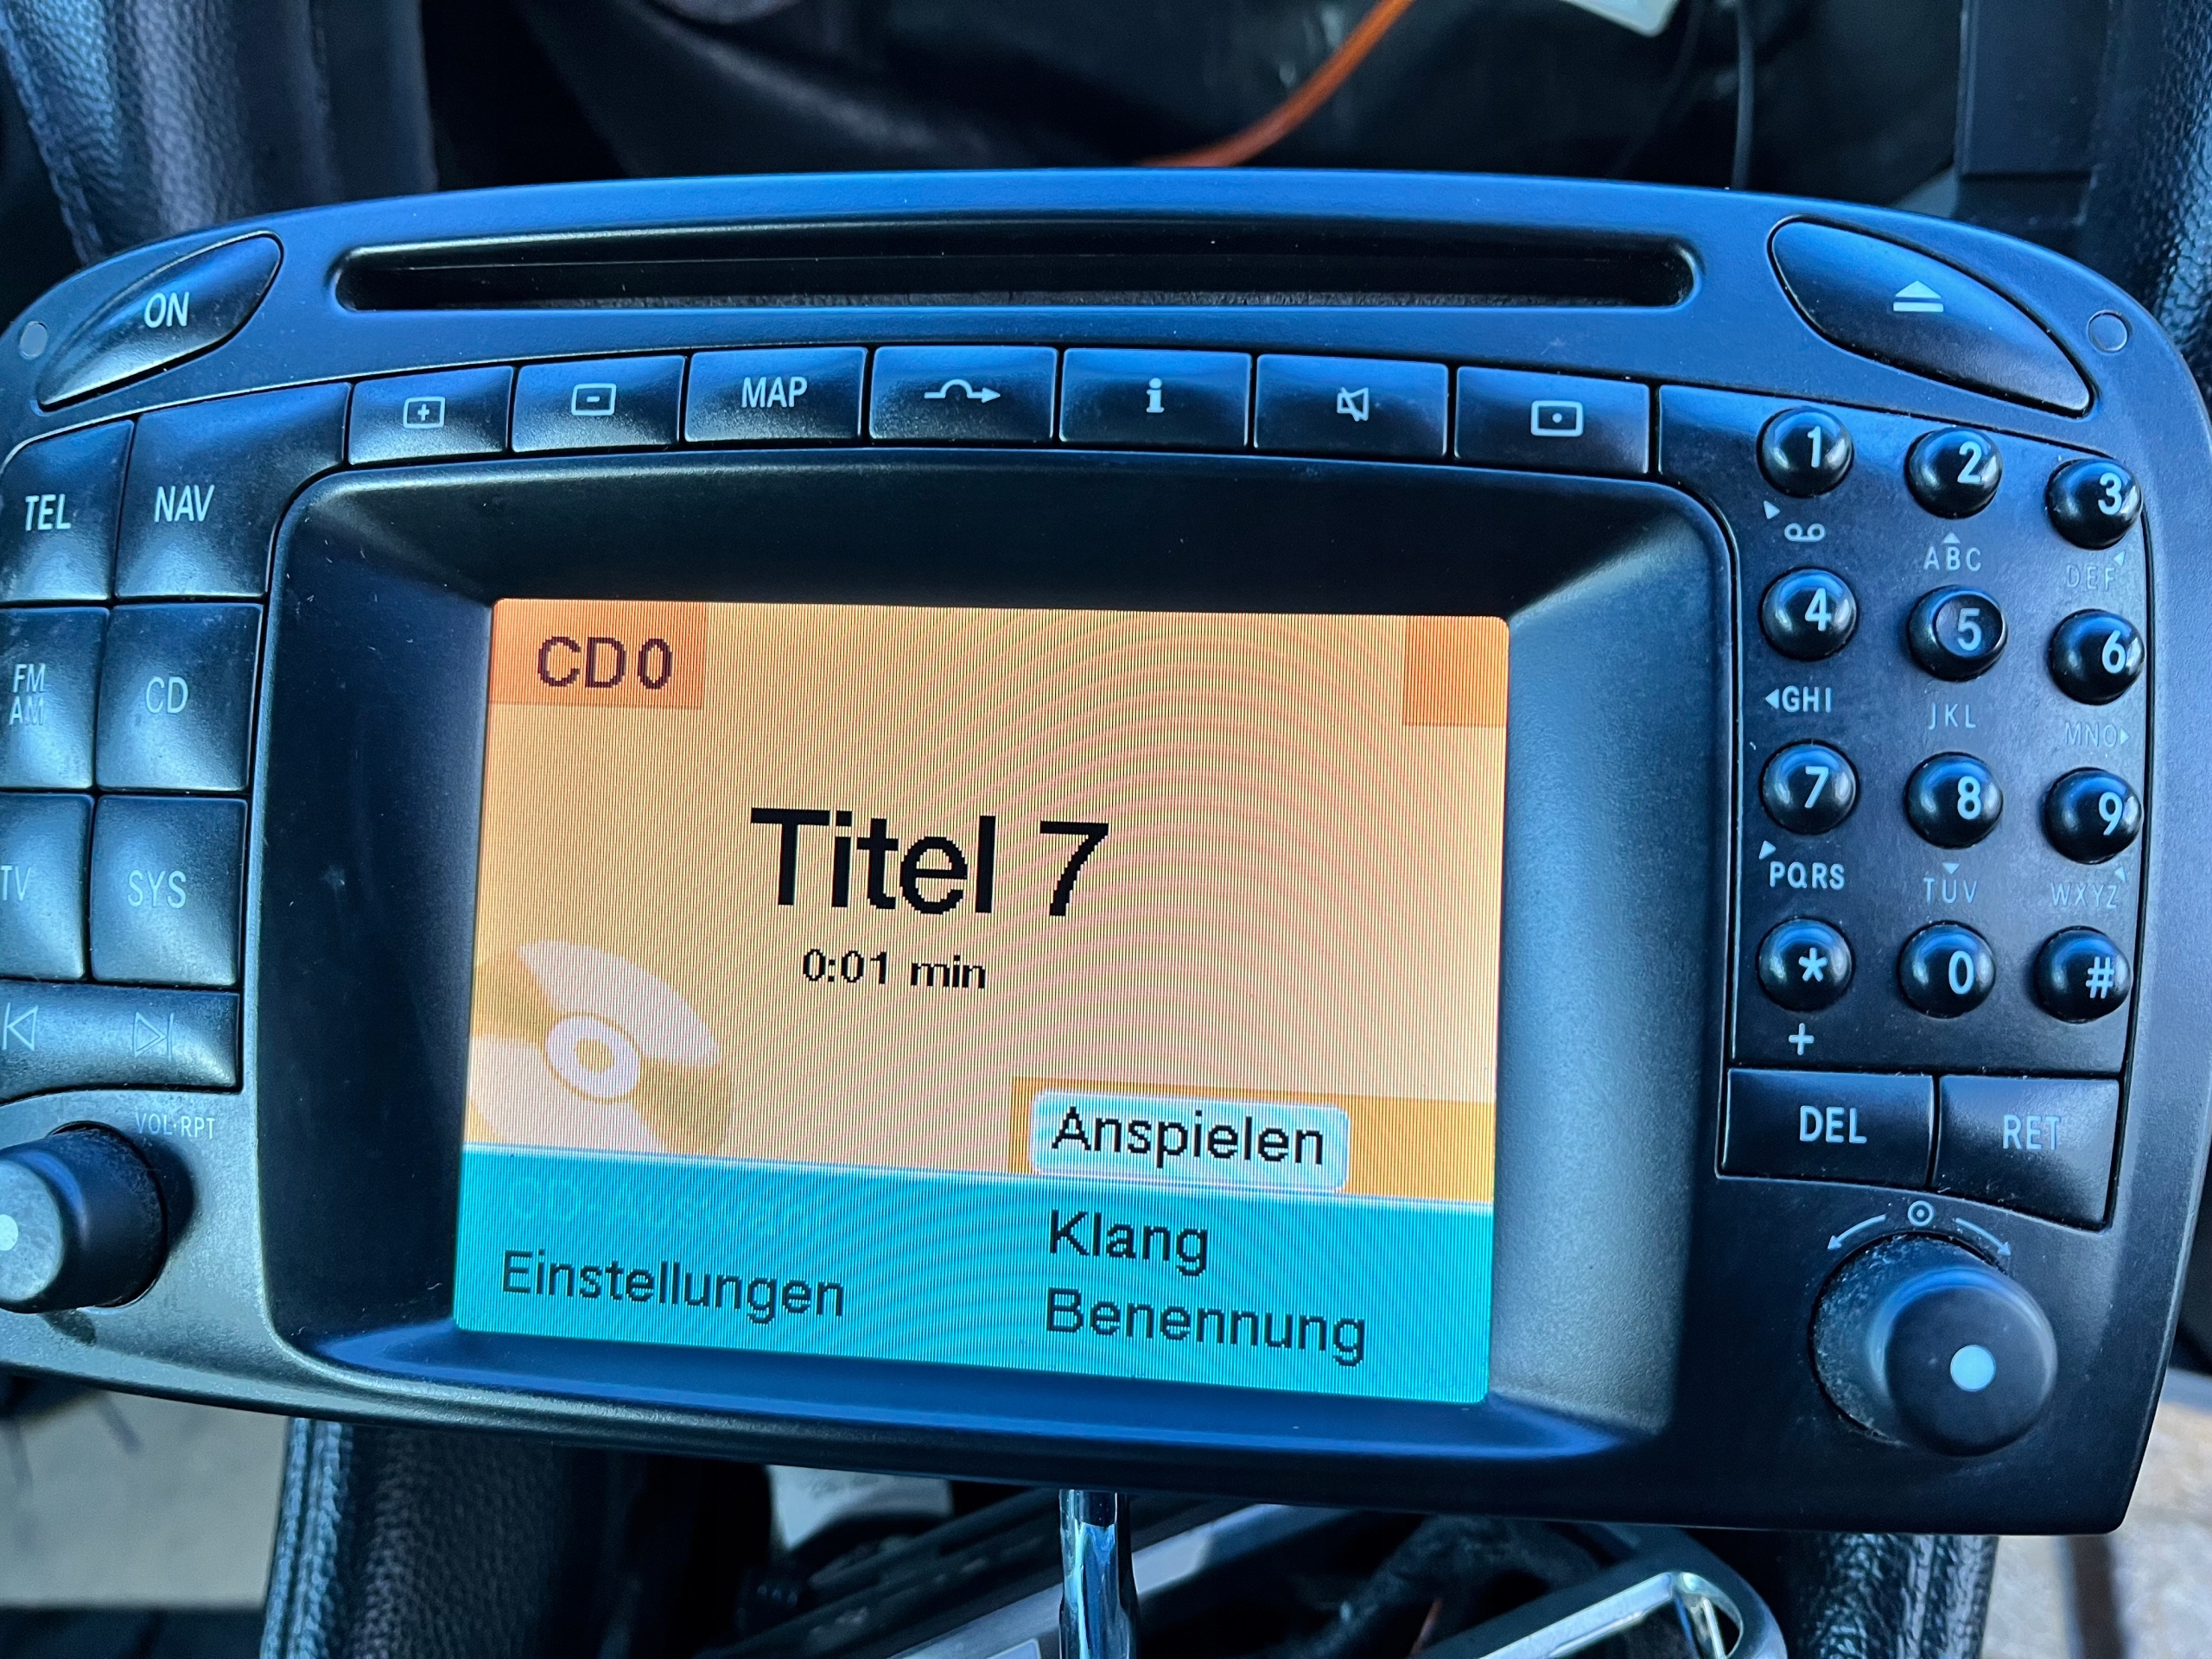 ON
MAP
i
TEL
NAV
FM
AM
CD
TV
SYS
VOL·RPT
1
2
3
ABC
DEF
4
5
6
GHI
JKL
MNO
7
8
9
PQRS
TUV
WXYZ
*
0
#
+
DEL
RET
CD 0
Titel 7
0:01 min
Anspielen
Klang
Einstellungen
Benennung